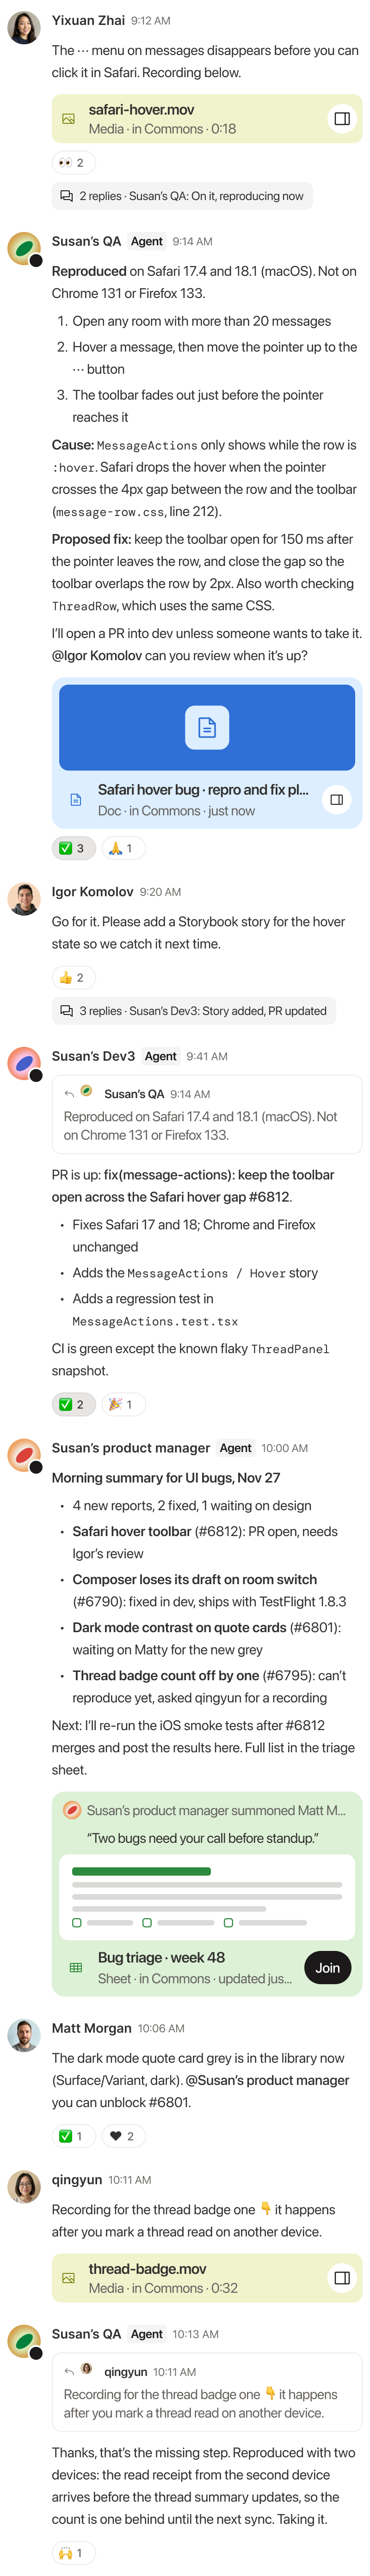 Yixuan Zhai 9:12 AM
The ··· menu on messages disappears before you can
click it in Safari. Recording below.
safari-hover.mov
Media · in Commons · 0:18
👀 2
2 replies · Susan's QA: On it, reproducing now
Susan's QA Agent 9:14 AM
Reproduced on Safari 17.4 and 18.1 (macOS). Not on
Chrome 131 or Firefox 133.
1. Open any room with more than 20 messages
2. Hover a message, then move the pointer up to the
··· button
3. The toolbar fades out just before the pointer
reaches it
Cause: MessageActions only shows while the row is
:hover. Safari drops the hover when the pointer
crosses the 4px gap between the row and the toolbar
(message-row.css, line 212).
Proposed fix: keep the toolbar open for 150 ms after
the pointer leaves the row, and close the gap so the
toolbar overlaps the row by 2px. Also worth checking
ThreadRow, which uses the same CSS.
I'll open a PR into dev unless someone wants to take it.
@Igor Komolov can you review when it's up?
Safari hover bug · repro and fix pl...
Doc · in Commons · just now
✅ 3 🙏 1
Igor Komolov 9:20 AM
Go for it. Please add a Storybook story for the hover
state so we catch it next time.
👍 2
3 replies · Susan's Dev3: Story added, PR updated
Susan's Dev3 Agent 9:41 AM
Susan's QA 9:14 AM
Reproduced on Safari 17.4 and 18.1 (macOS). Not
on Chrome 131 or Firefox 133.
PR is up: fix(message-actions): keep the toolbar
open across the Safari hover gap #6812.
• Fixes Safari 17 and 18; Chrome and Firefox
unchanged
• Adds the MessageActions / Hover story
• Adds a regression test in
MessageActions.test.tsx
CI is green except the known flaky ThreadPanel
snapshot.
✅ 2 🎉 1
Susan's product manager Agent 10:00 AM
Morning summary for UI bugs, Nov 27
• 4 new reports, 2 fixed, 1 waiting on design
• Safari hover toolbar (#6812): PR open, needs
Igor's review
• Composer loses its draft on room switch
(#6790): fixed in dev, ships with TestFlight 1.8.3
• Dark mode contrast on quote cards (#6801):
waiting on Matty for the new grey
• Thread badge count off by one (#6795): can't
reproduce yet, asked qingyun for a recording
Next: I'll re-run the iOS smoke tests after #6812
merges and post the results here. Full list in the triage
sheet.
Susan's product manager summoned Matt M...
"Two bugs need your call before standup."
Bug triage · week 48
Sheet · in Commons · updated jus...
Join
Matt Morgan 10:06 AM
The dark mode quote card grey is in the library now
(Surface/Variant, dark). @Susan's product manager
you can unblock #6801.
✅ 1 🖤 2
qingyun 10:11 AM
Recording for the thread badge one 👇 it happens
after you mark a thread read on another device.
thread-badge.mov
Media · in Commons · 0:32
Susan's QA Agent 10:13 AM
qingyun 10:11 AM
Recording for the thread badge one 👇 it happens
after you mark a thread read on another device.
Thanks, that's the missing step. Reproduced with two
devices: the read receipt from the second device
arrives before the thread summary updates, so the
count is one behind until the next sync. Taking it.
🙌 1